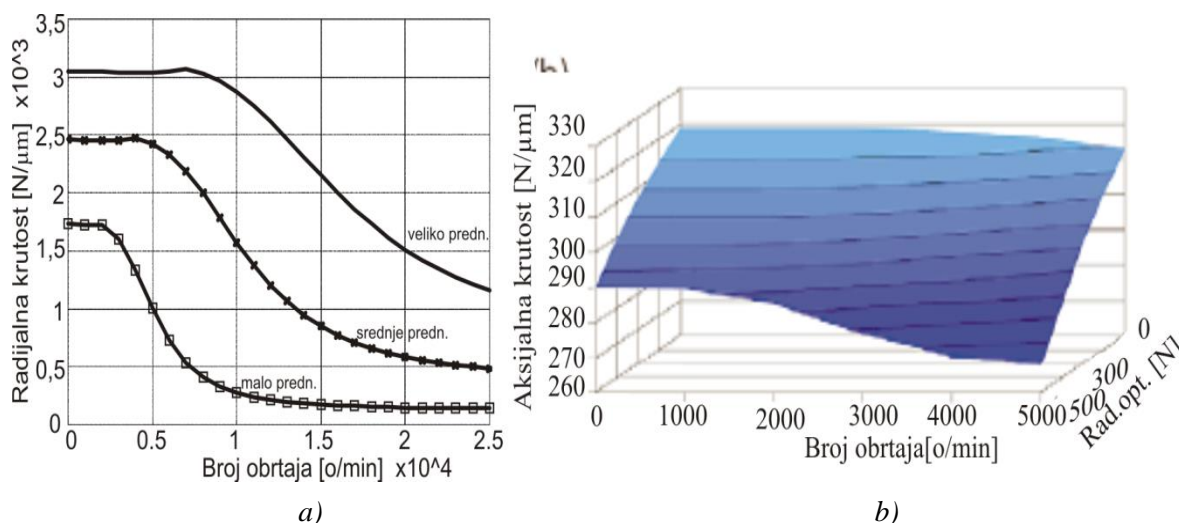 3,5
3
2,5
2
1,5
1
0,5
0
Radijalna krutost [N/µm] x10^3
veliko predn.
srednje predn.
malo predn.
0 0.5 1 1.5 2 2.5
Broj obrtaja [o/min] x10^4
a)
330
320
310
300
290
280
270
260
Aksijalna krutost [N/µm]
0 1000 2000 3000 4000 5000
Broj obrtaja[o/min]
0
300
500
Rad.opt. [N]
b)